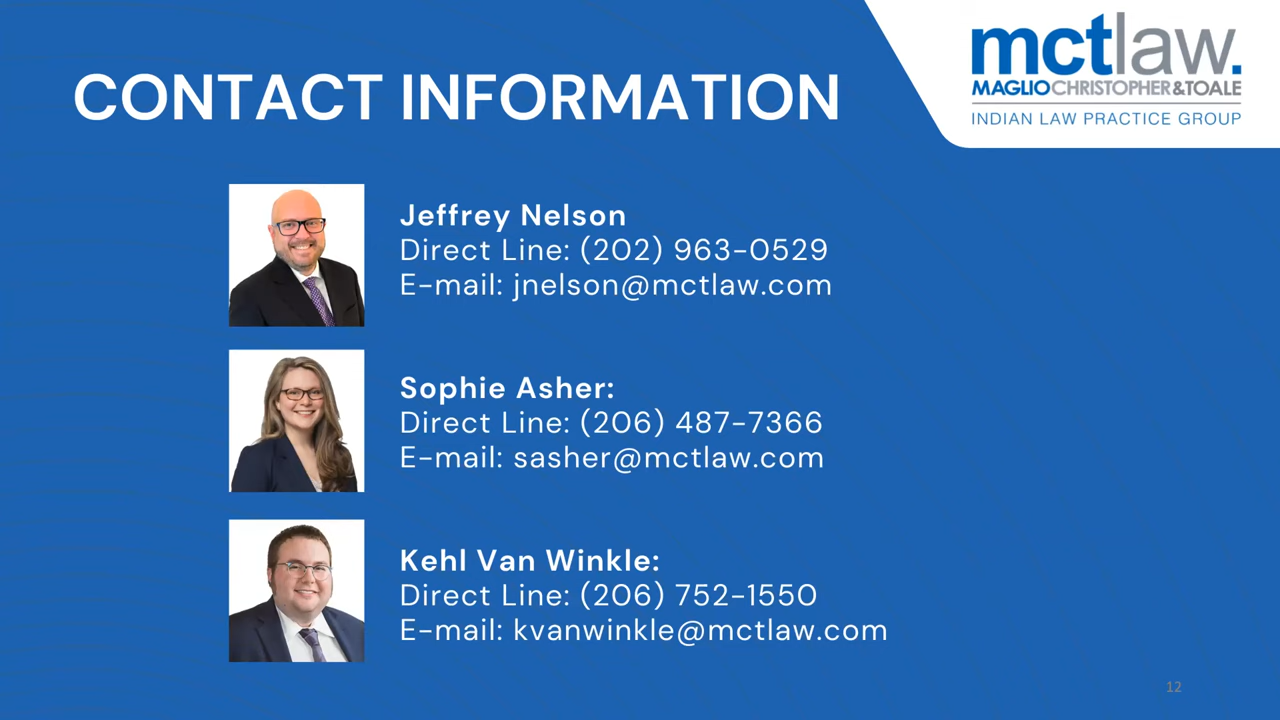 CONTACT INFORMATION
mctlaw.
MAGLIO CHRISTOPHER & TOALE
INDIAN LAW PRACTICE GROUP
Jeffrey Nelson
Direct Line: (202) 963-0529
E-mail: jnelson@mctlaw.com
Sophie Asher:
Direct Line: (206) 487-7366
E-mail: sasher@mctlaw.com
Kehl Van Winkle:
Direct Line: (206) 752-1550
E-mail: kvanwinkle@mctlaw.com
12